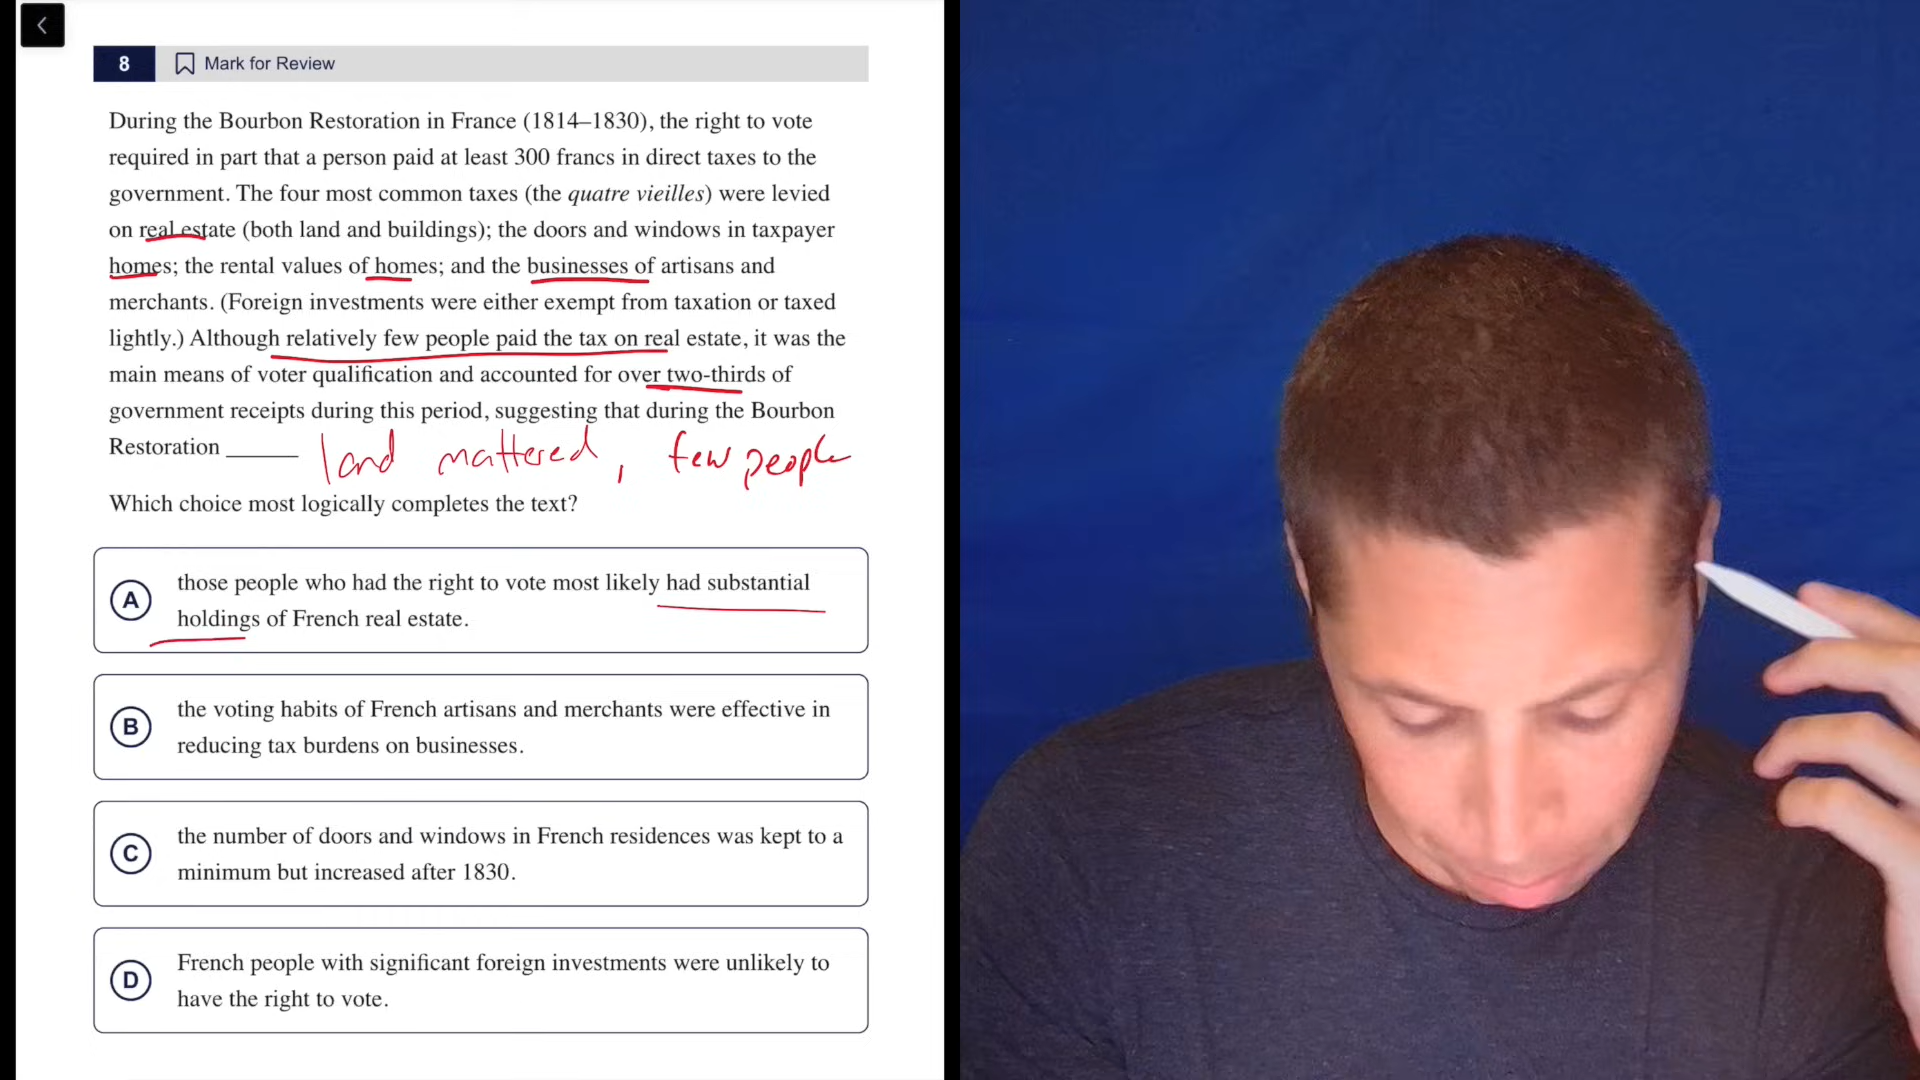 8 Mark for Review
During the Bourbon Restoration in France (1814–1830), the right to vote
required in part that a person paid at least 300 francs in direct taxes to the
government. The four most common taxes (the quatre vieilles) were levied
on real estate (both land and buildings); the doors and windows in taxpayer
homes; the rental values of homes; and the businesses of artisans and
merchants. (Foreign investments were either exempt from taxation or taxed
lightly.) Although relatively few people paid the tax on real estate, it was the
main means of voter qualification and accounted for over two-thirds of
government receipts during this period, suggesting that during the Bourbon
Restoration ______ land mattered, few people
Which choice most logically completes the text?
A those people who had the right to vote most likely had substantial
holdings of French real estate.
B the voting habits of French artisans and merchants were effective in
reducing tax burdens on businesses.
C the number of doors and windows in French residences was kept to a
minimum but increased after 1830.
D French people with significant foreign investments were unlikely to
have the right to vote.